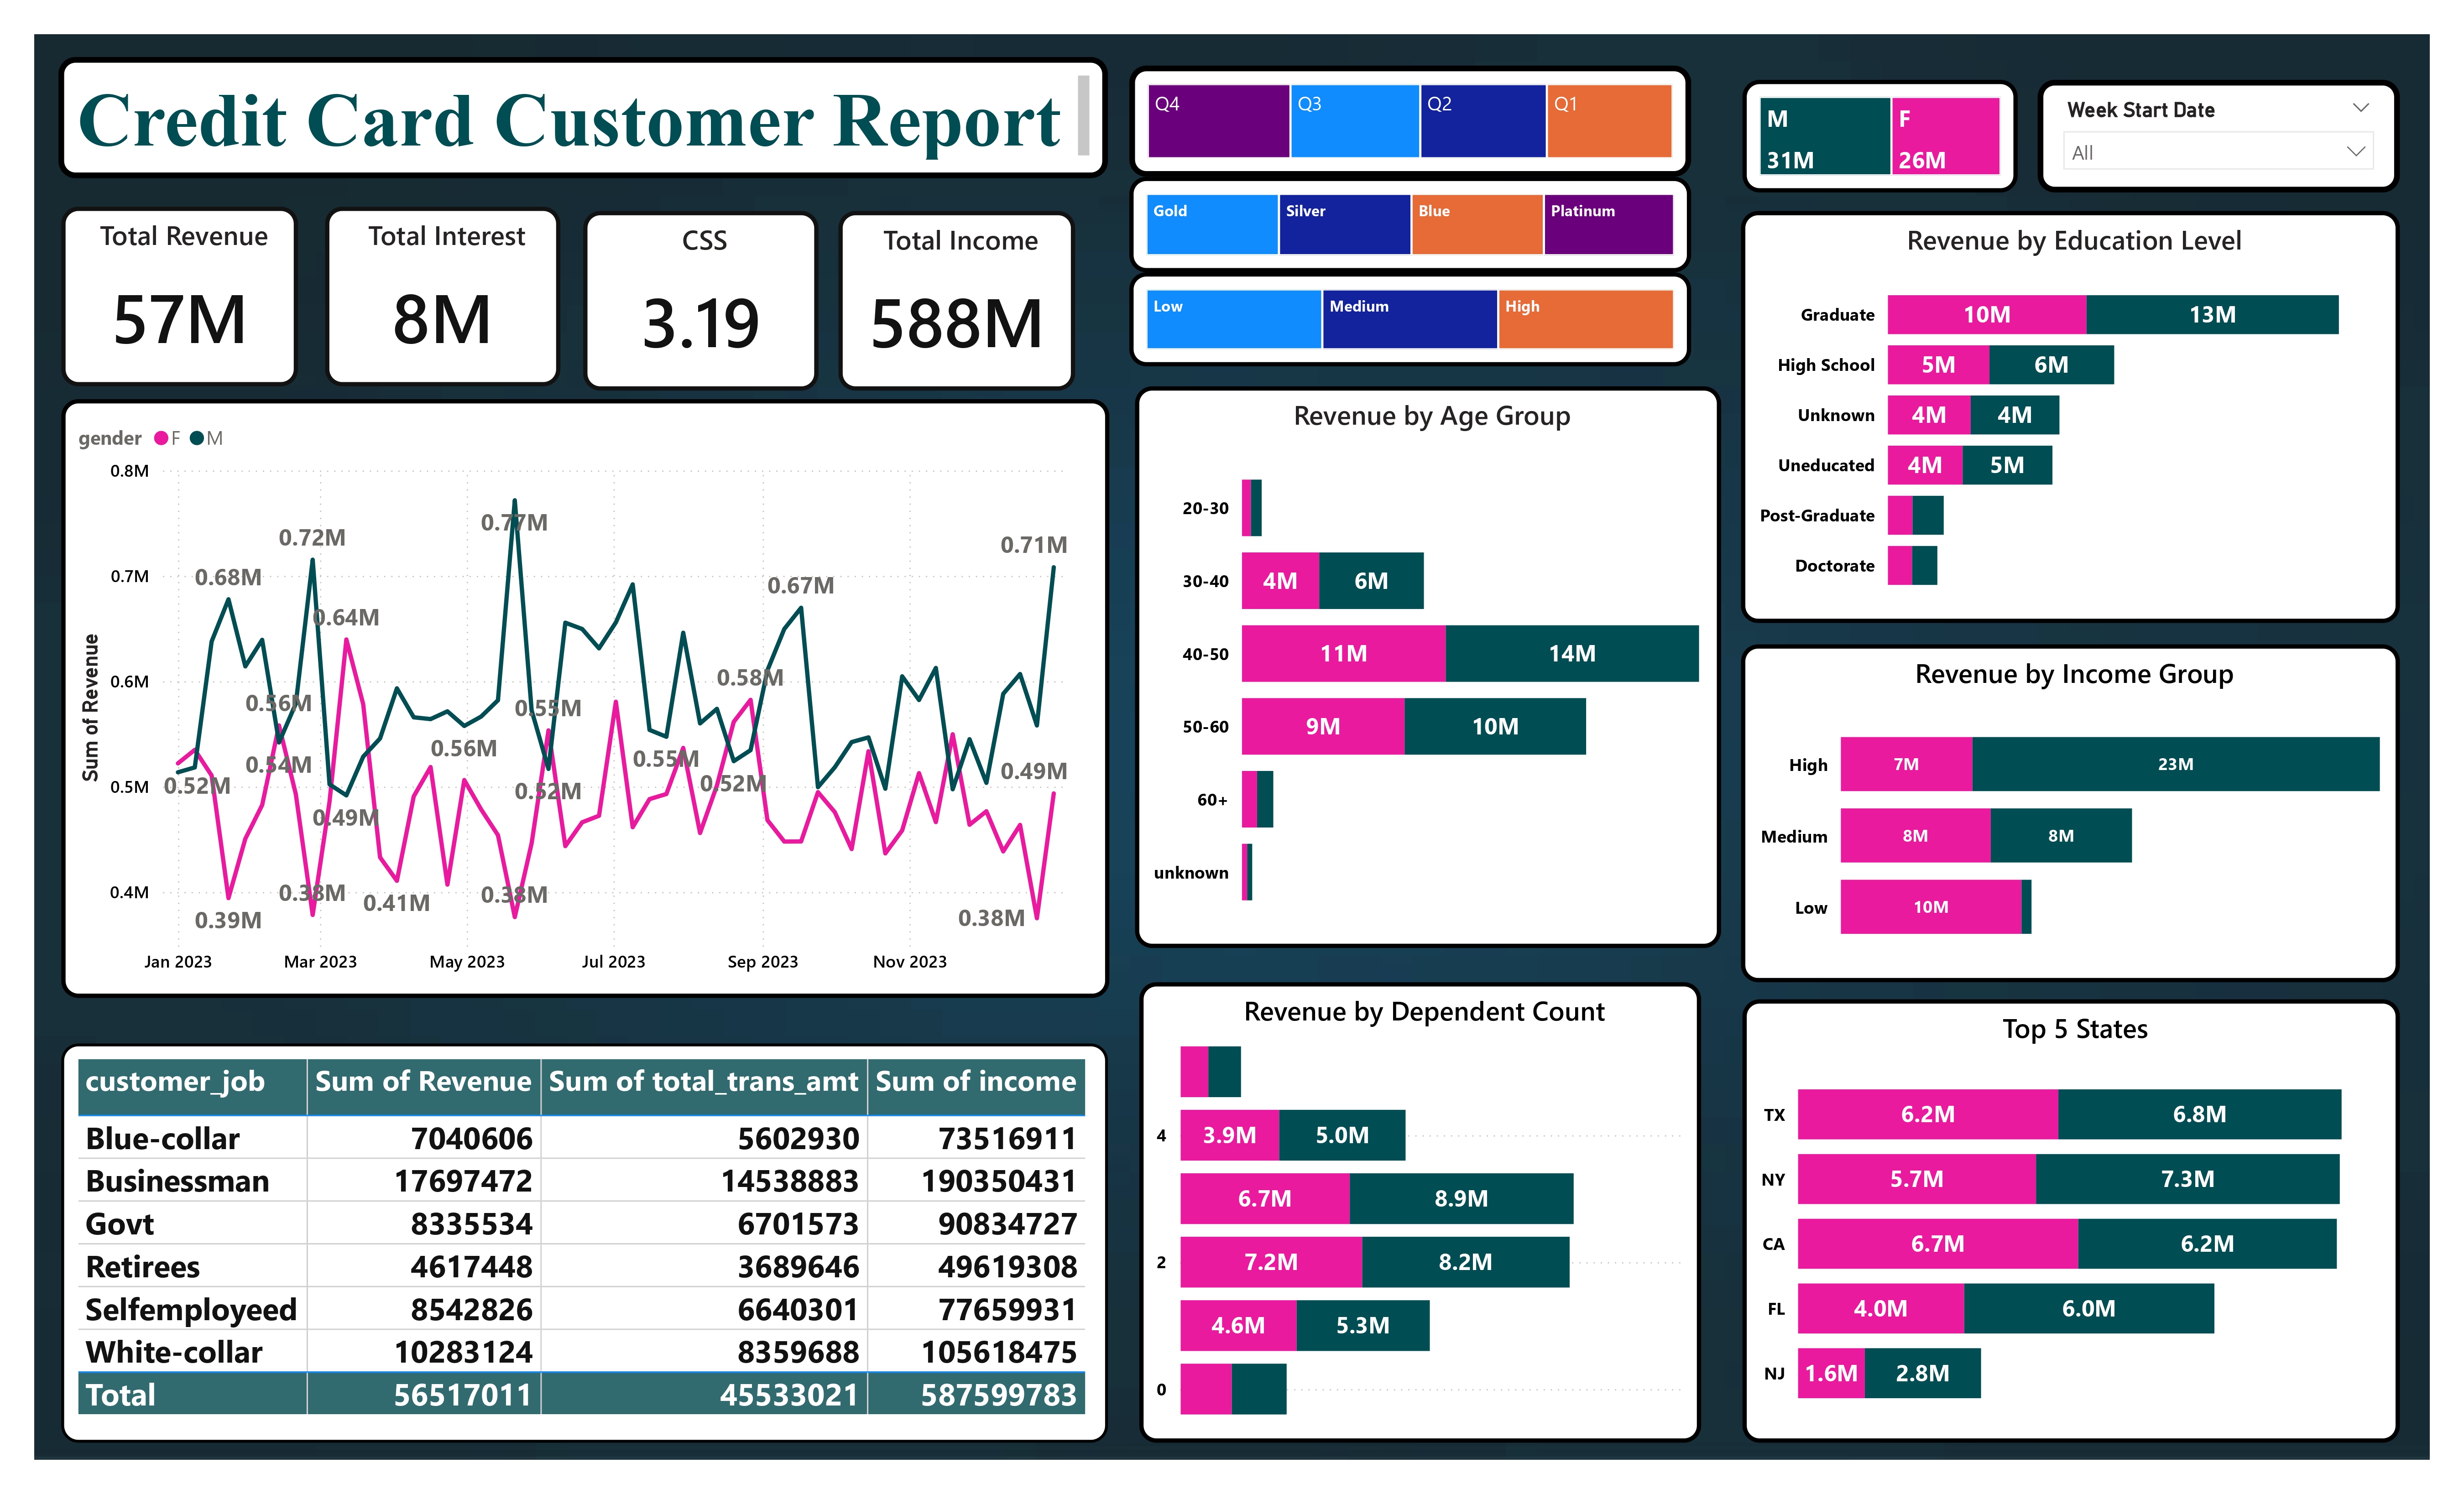 Credit Card Customer Report
Q4 Q3 Q2 Q1
Gold Silver Blue Platinum
Low Medium High
M F
31M 26M
Week Start Date
All
Total Revenue
57M
Total Interest
8M
CSS
3.19
Total Income
588M
gender F M
Sum of Revenue
0.8M
0.7M
0.6M
0.5M
0.4M
0.77M
0.72M
0.71M
0.68M
0.67M
0.64M
0.58M
0.56M
0.55M
0.56M
0.54M
0.55M
0.49M
0.52M
0.52M
0.52M
0.49M
0.38M
0.38M
0.41M
0.39M
0.38M
Jan 2023 Mar 2023 May 2023 Jul 2023 Sep 2023 Nov 2023
customer_job Sum of Revenue Sum of total_trans_amt Sum of income
Blue-collar 7040606 5602930 73516911
Businessman 17697472 14538883 190350431
Govt 8335534 6701573 90834727
Retirees 4617448 3689646 49619308
Selfemployeed 8542826 6640301 77659931
White-collar 10283124 8359688 105618475
Total 56517011 45533021 587599783
Revenue by Age Group
20-30
30-40 4M 6M
40-50 11M 14M
50-60 9M 10M
60+
unknown
Revenue by Dependent Count
4 3.9M 5.0M
6.7M 8.9M
2 7.2M 8.2M
4.6M 5.3M
0
Revenue by Education Level
Graduate 10M 13M
High School 5M 6M
Unknown 4M 4M
Uneducated 4M 5M
Post-Graduate
Doctorate
Revenue by Income Group
High 7M 23M
Medium 8M 8M
Low 10M
Top 5 States
TX 6.2M 6.8M
NY 5.7M 7.3M
CA 6.7M 6.2M
FL 4.0M 6.0M
NJ 1.6M 2.8M